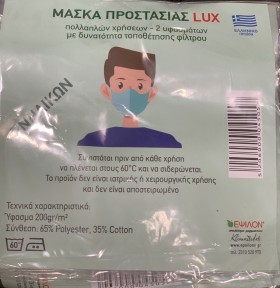 ΜΑΣΚΑ ΠΡΟΣΤΑΣΙΑΣ LUX
πολλαπλών χρήσεων - 2 υφασμάτων
με δυνατότητα τοποθέτησης φίλτρου
ΕΛΛΗΝΙΚΟ
ΠΡΟΪΟΝ
Συνιστάται πριν από κάθε χρήση
να πλένεται στους 60°C και να σιδερώνεται.
Το προϊόν δεν είναι ιατρικής ή χειρουργικής χρήσης
και δεν είναι αποστειρωμένο
Τεχνικά χαρακτηριστικά:
Ύφασμα 200gr/m²
Σύνθεση: 65% Polyester, 35% Cotton
60°
ΕΨΙΛΟΝ